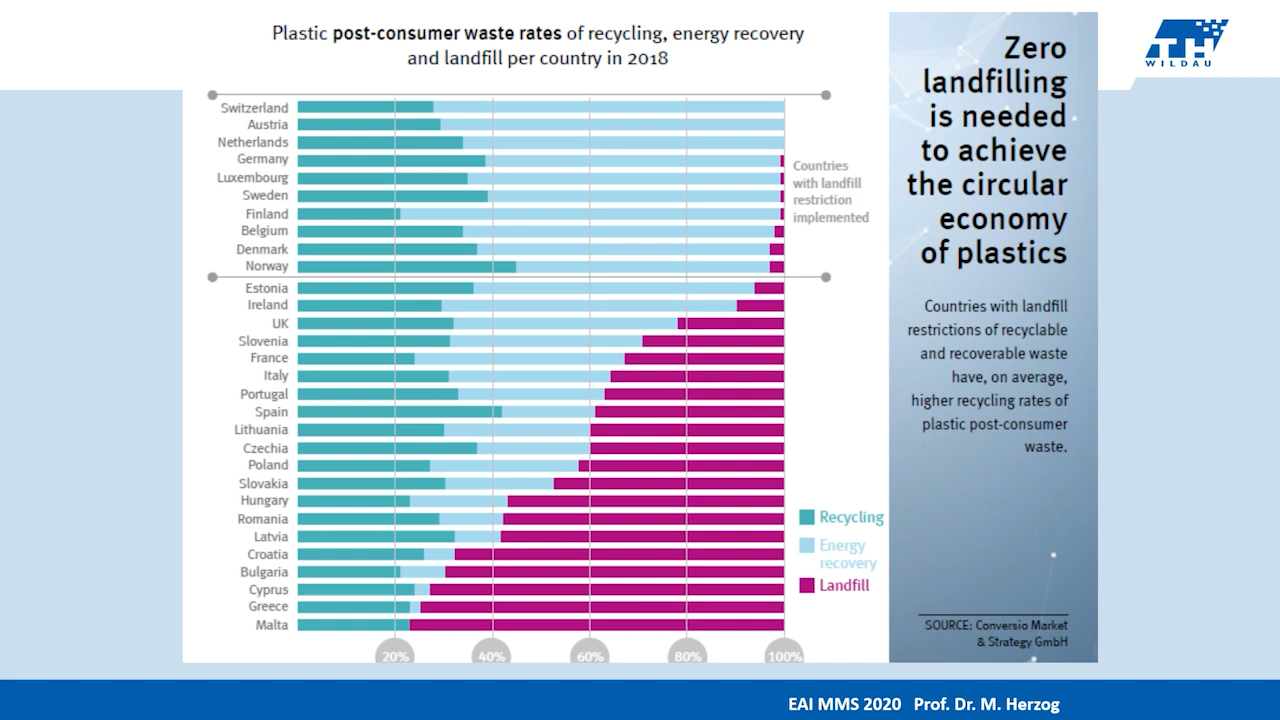 Plastic post-consumer waste rates of recycling, energy recovery
and landfill per country in 2018
Switzerland
Austria
Netherlands
Germany
Luxembourg
Sweden
Finland
Belgium
Denmark
Norway
Estonia
Ireland
UK
Slovenia
France
Italy
Portugal
Spain
Lithuania
Czechia
Poland
Slovakia
Hungary
Romania
Latvia
Croatia
Bulgaria
Cyprus
Greece
Malta
20% 40% 60% 80% 100%
Countries
with landfill
restriction
implemented
Recycling
Energy
recovery
Landfill
Zero
landfilling
is needed
to achieve
the circular
economy
of plastics
Countries with landfill
restrictions of recyclable
and recoverable waste
have, on average,
higher recycling rates of
plastic post-consumer
waste.
SOURCE: Conversio Market
& Strategy GmbH
TH
WILDAU
EAI MMS 2020 Prof. Dr. M. Herzog